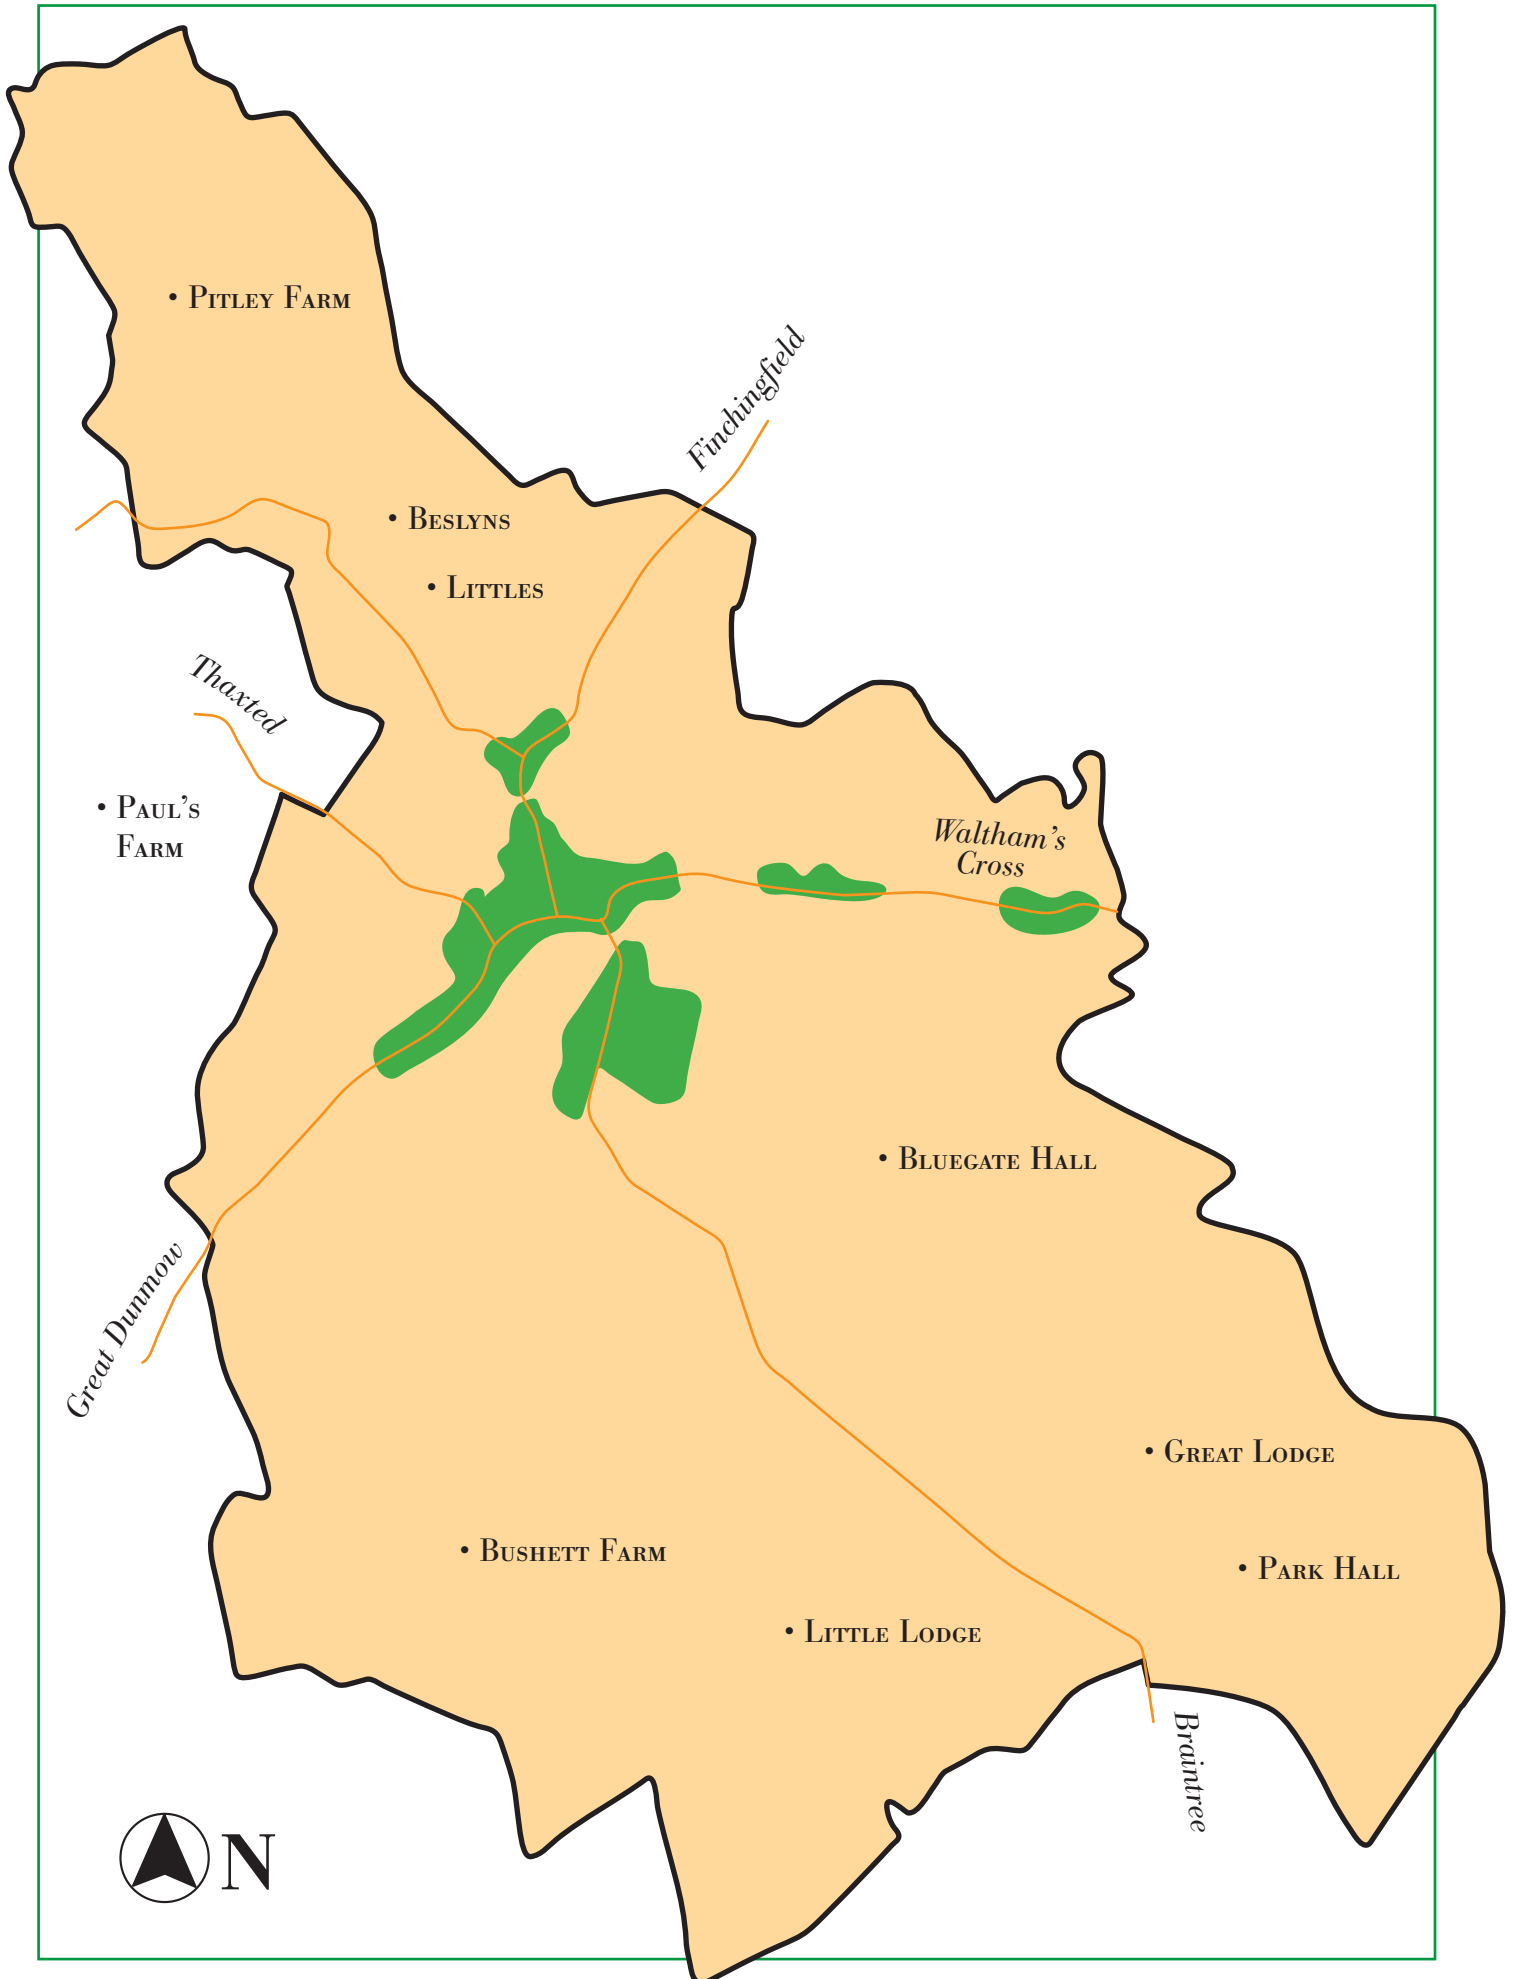 Pitley Farm
Finchingfield
Beslyns
Littles
Thaxted
Paul's
Farm
Waltham's
Cross
Bluegate Hall
Great Dunmow
Great Lodge
Bushett Farm
Park Hall
Little Lodge
Braintree
N